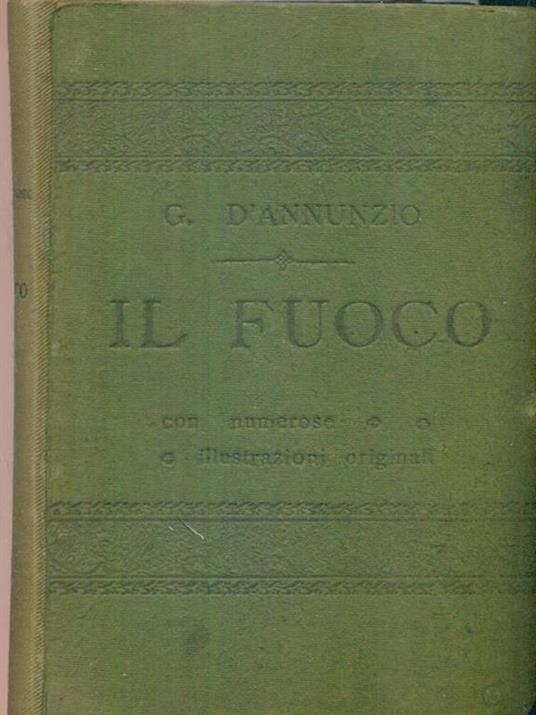 G. D'ANNUNZIO
IL FUOCO
con numerose
illustrazioni originali